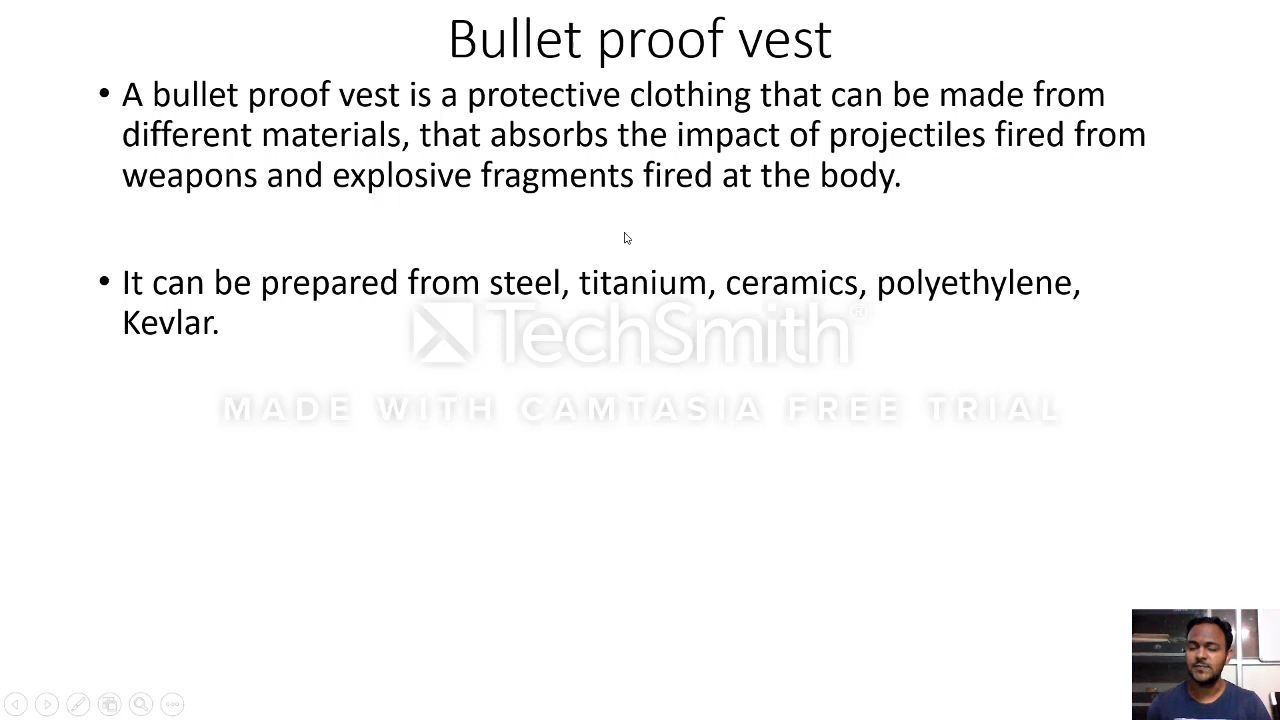 Bullet proof vest
• A bullet proof vest is a protective clothing that can be made from
different materials, that absorbs the impact of projectiles fired from
weapons and explosive fragments fired at the body.
• It can be prepared from steel, titanium, ceramics, polyethylene,
Kevlar.
TechSmith®
MADE WITH CAMTASIA FREE TRIAL